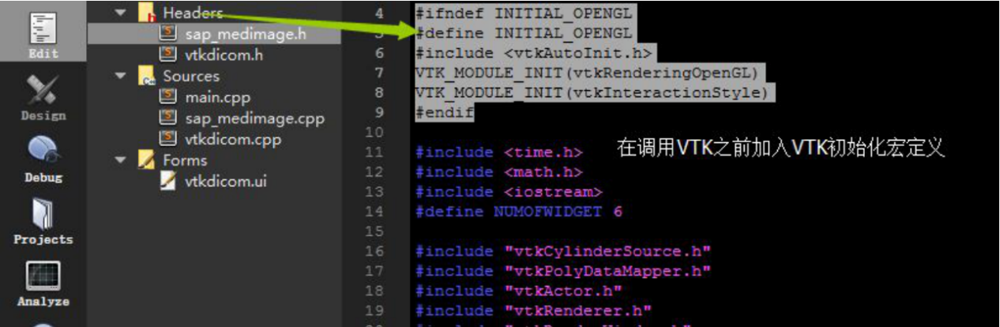 Edit
Design
Debug
Projects
Analyze
Headers
sap_medimage.h
vtkdicom.h
Sources
main.cpp
sap_medimage.cpp
vtkdicom.cpp
Forms
vtkdicom.ui
4 #ifndef INITIAL_OPENGL
5 #define INITIAL_OPENGL
6 #include <vtkAutoInit.h>
7 VTK_MODULE_INIT(vtkRenderingOpenGL)
8 VTK_MODULE_INIT(vtkInteractionStyle)
9 #endif
10
11 #include <time.h>
12 #include <math.h>
13 #include <iostream>
14 #define NUMOFWIDGET 6
15
16 #include "vtkCylinderSource.h"
17 #include "vtkPolyDataMapper.h"
18 #include "vtkActor.h"
19 #include "vtkRenderer.h"
在调用VTK之前加入VTK初始化宏定义